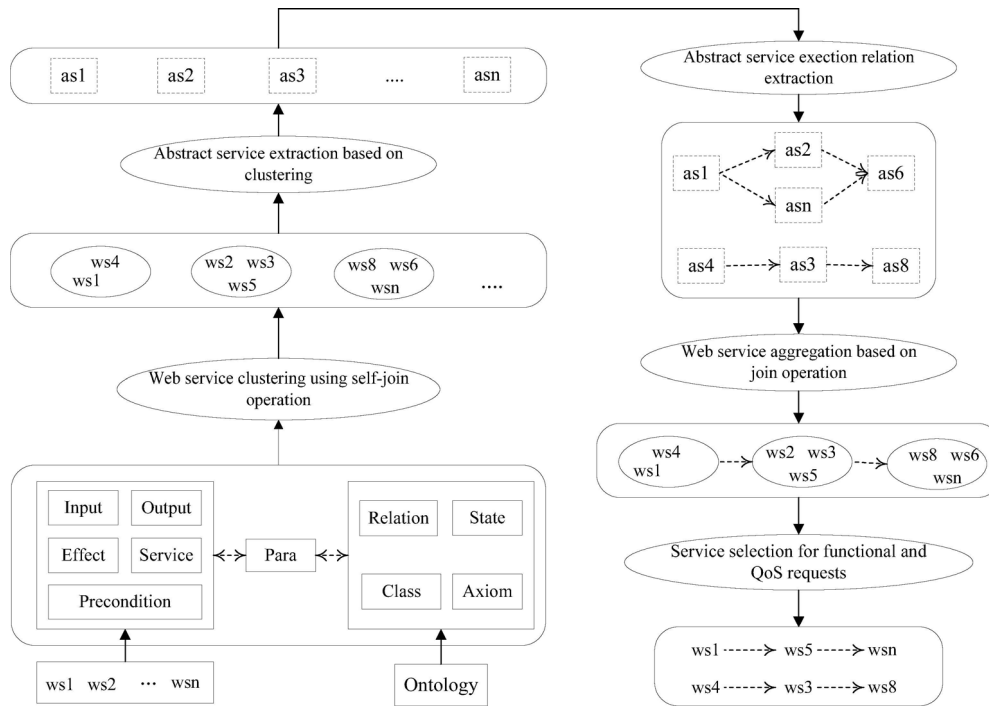 as1 as2 as3 .... asn
Abstract service extraction based on
clustering
ws4
ws1
ws2 ws3
ws5
ws8 ws6
wsn
....
Web service clustering using self-join
operation
Input Output
Effect Service
Precondition
Para
Relation State
Class Axiom
ws1 ws2 ... wsn
Ontology
Abstract service exection relation
extraction
as2
as1 as6
asn
as4 as3 as8
Web service aggregation based on
join operation
ws4
ws1
ws2 ws3
ws5
ws8 ws6
wsn
Service selection for functional and
QoS requests
ws1 ws5 wsn
ws4 ws3 ws8